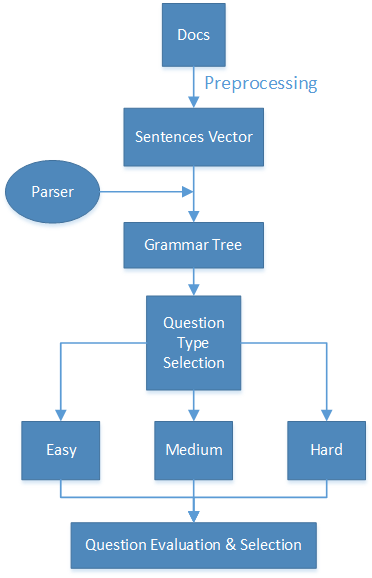 Docs
Preprocessing
Sentences Vector
Parser
Grammar Tree
Question
Type
Selection
Easy
Medium
Hard
Question Evaluation & Selection